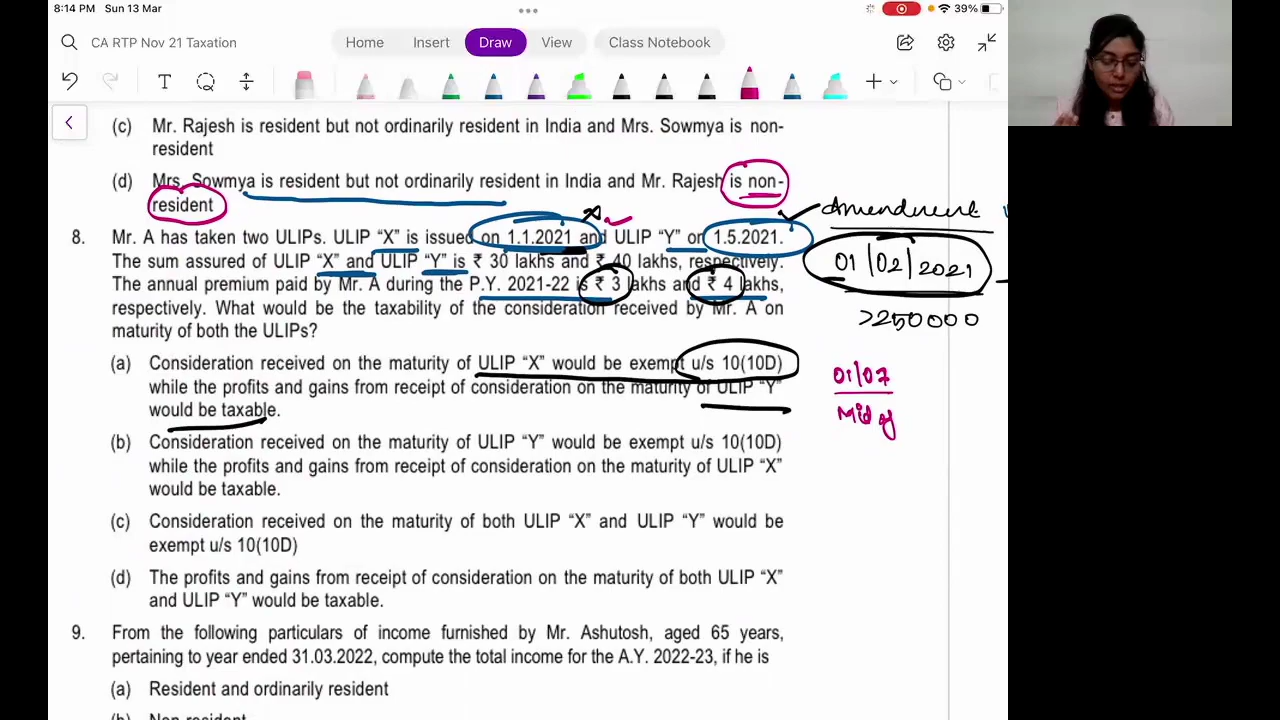 8:14 PM Sun 13 Mar
39%
CA RTP Nov 21 Taxation
Home Insert Draw View Class Notebook
(c) Mr. Rajesh is resident but not ordinarily resident in India and Mrs. Sowmya is non-
resident
(d) Mrs. Sowmya is resident but not ordinarily resident in India and Mr. Rajesh is non-
resident
Amendment
8. Mr. A has taken two ULIPs. ULIP “X” is issued on 1.1.2021 and ULIP “Y” on 1.5.2021.
The sum assured of ULIP “X” and ULIP “Y” is ₹ 30 lakhs and ₹ 40 lakhs, respectively.
The annual premium paid by Mr. A during the P.Y. 2021-22 is ₹ 3 lakhs and ₹ 4 lakhs,
respectively. What would be the taxability of the consideration received by Mr. A on
maturity of both the ULIPs?
01/02/2021
>250000
(a) Consideration received on the maturity of ULIP “X” would be exempt u/s 10(10D)
while the profits and gains from receipt of consideration on the maturity of ULIP “Y”
would be taxable.
01/07
Mid of
(b) Consideration received on the maturity of ULIP “Y” would be exempt u/s 10(10D)
while the profits and gains from receipt of consideration on the maturity of ULIP “X”
would be taxable.
(c) Consideration received on the maturity of both ULIP “X” and ULIP “Y” would be
exempt u/s 10(10D)
(d) The profits and gains from receipt of consideration on the maturity of both ULIP “X”
and ULIP “Y” would be taxable.
9. From the following particulars of income furnished by Mr. Ashutosh, aged 65 years,
pertaining to year ended 31.03.2022, compute the total income for the A.Y. 2022-23, if he is
(a) Resident and ordinarily resident
(b) Non-resident